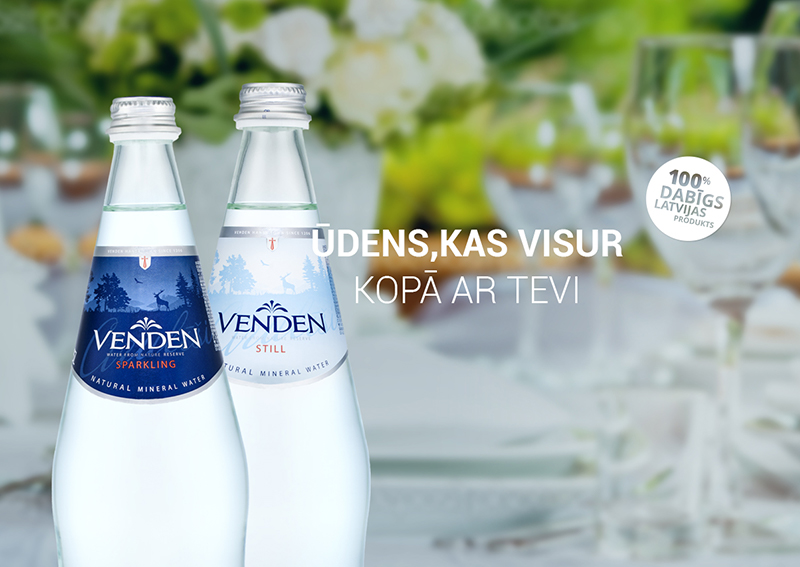 ŪDENS,KAS VISUR
KOPĀ AR TEVI
100%
DABĪGS
LATVIJAS
PRODUKTS
VENDEN
WATER FROM NATURE RESERVE
SPARKLING
NATURAL MINERAL WATER
VENDEN
STILL
TURAL MINERAL WATER